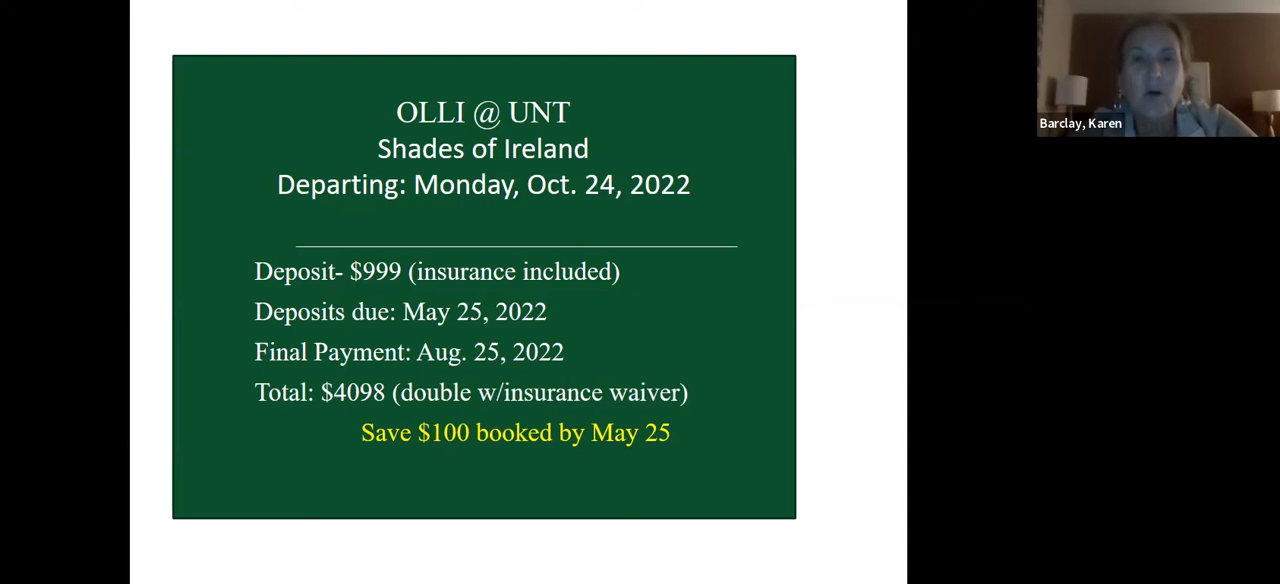 OLLI @ UNT
Shades of Ireland
Departing: Monday, Oct. 24, 2022
Deposit- $999 (insurance included)
Deposits due: May 25, 2022
Final Payment: Aug. 25, 2022
Total: $4098 (double w/insurance waiver)
Save $100 booked by May 25
Barclay, Karen